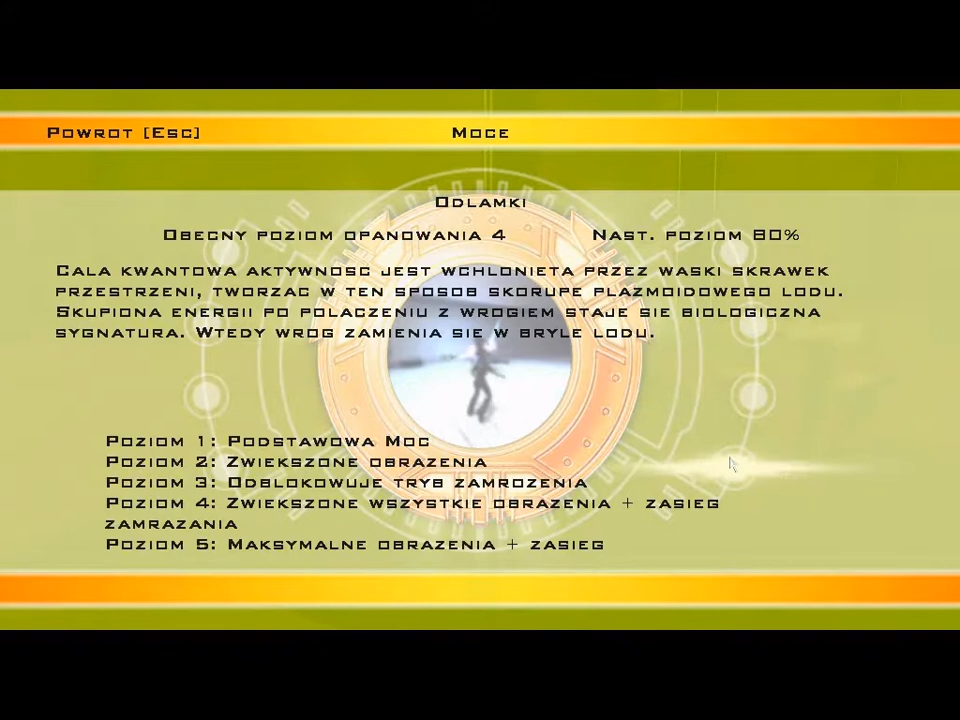 Powrot [Esc]
Moce
Odlamki
Obecny poziom opanowania 4
Nast. poziom 80%
Cala kwantowa aktywnosc jest wchlonieta przez waski skrawek
przestrzeni, tworzac w ten sposob skorupe plazmoidowego lodu.
Skupiona energii po polaczeniu z wrogiem staje sie biologiczna
sygnatura. Wtedy wrog zamienia sie w bryle lodu.
Poziom 1: Podstawowa Moc
Poziom 2: Zwiekszone obrazenia
Poziom 3: Odblokowuje tryb zamrozenia
Poziom 4: Zwiekszone wszystkie obrazenia + zasieg
zamrazania
Poziom 5: Maksymalne obrazenia + zasieg